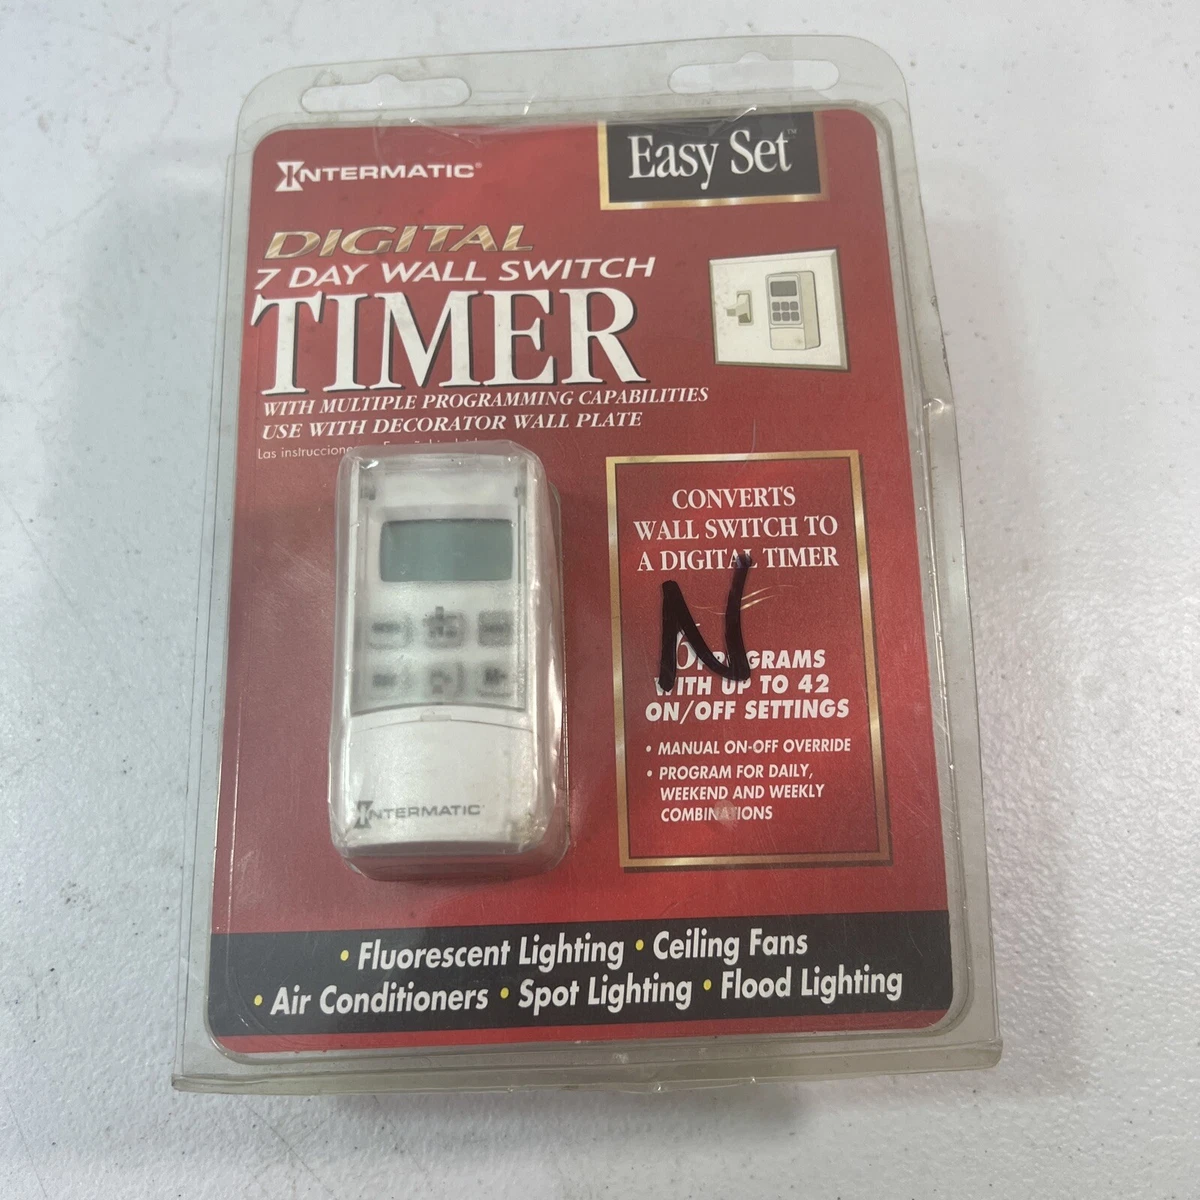 INTERMATIC®
Easy Set™
DIGITAL
7 DAY WALL SWITCH
TIMER
WITH MULTIPLE PROGRAMMING CAPABILITIES
USE WITH DECORATOR WALL PLATE
Las instrucciones
CONVERTS
WALL SWITCH TO
A DIGITAL TIMER
N
6 PROGRAMS
WITH UP TO 42
ON/OFF SETTINGS
• MANUAL ON-OFF OVERRIDE
• PROGRAM FOR DAILY,
WEEKEND AND WEEKLY
COMBINATIONS
INTERMATIC
• Fluorescent Lighting • Ceiling Fans
• Air Conditioners • Spot Lighting • Flood Lighting